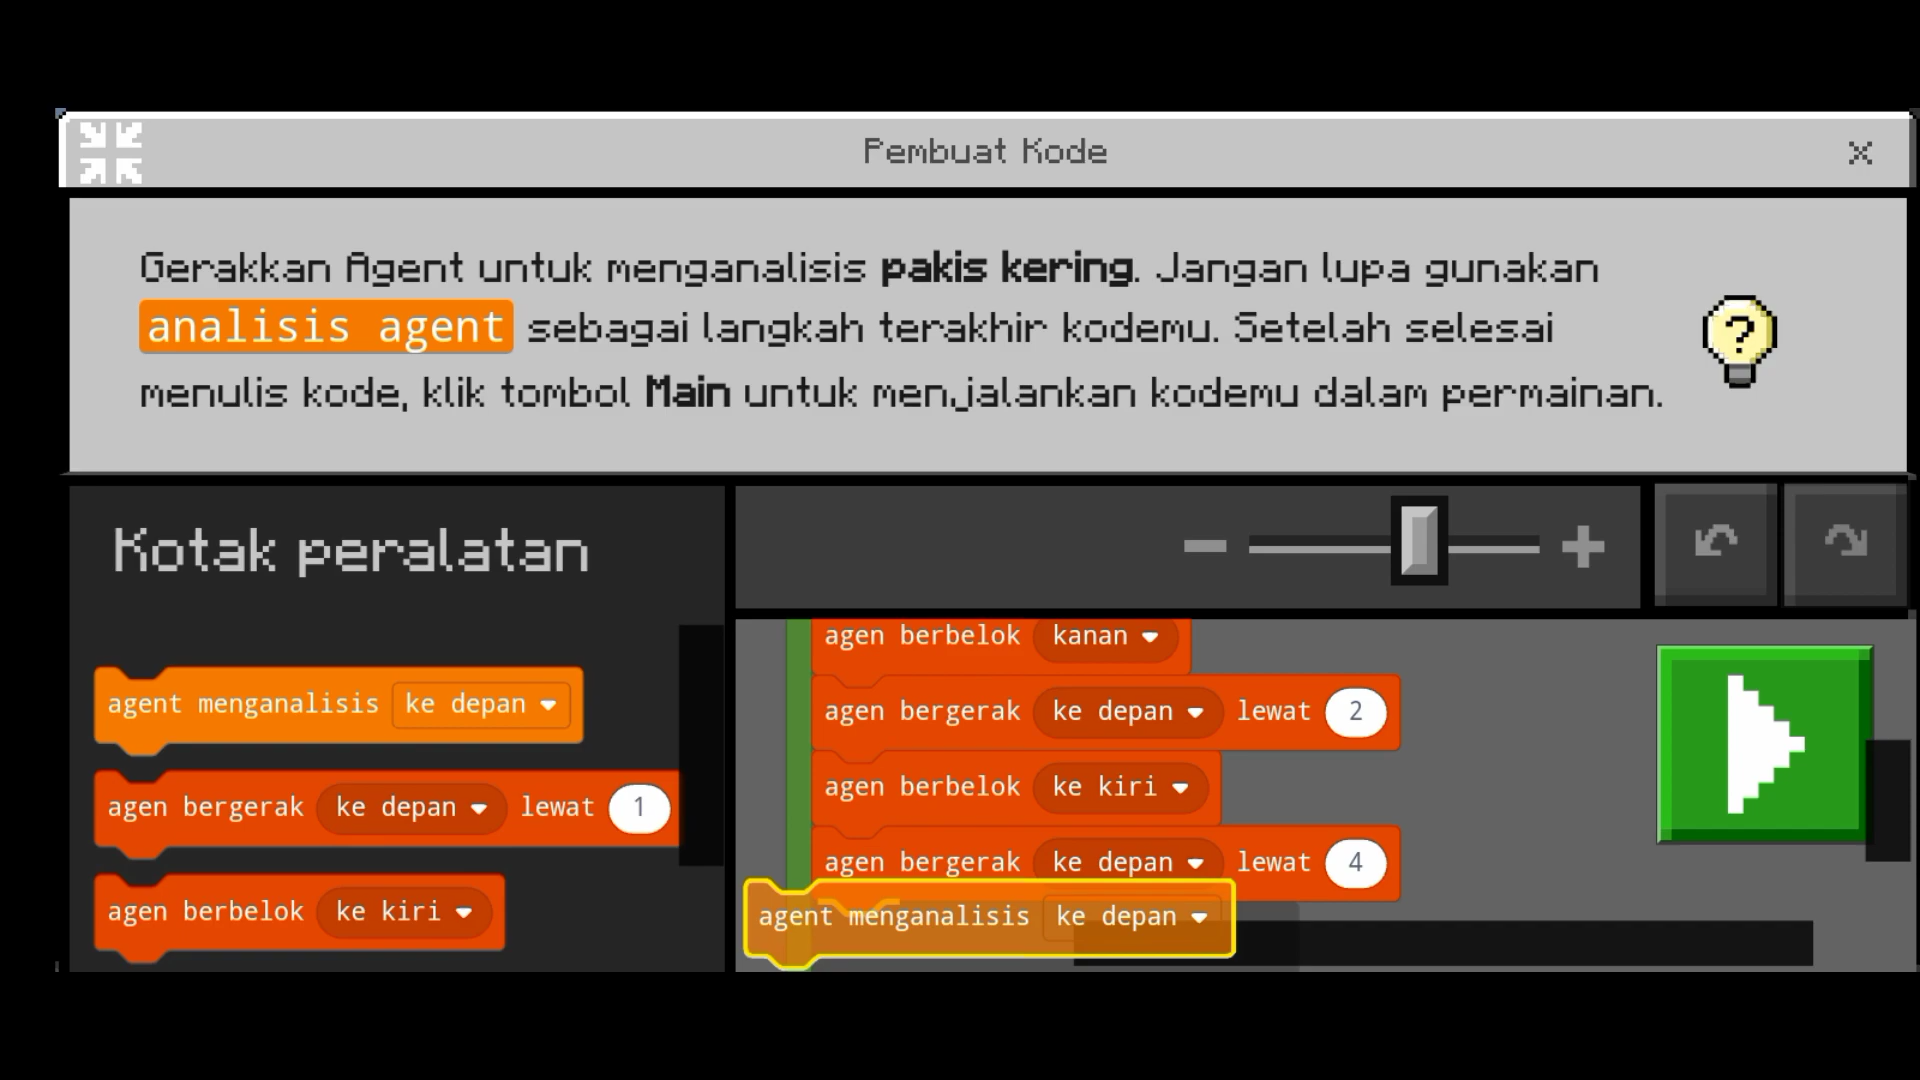 Pembuat Kode
Gerakkan Agent untuk menganalisis pakis kering. Jangan lupa gunakan
analisis agent sebagai langkah terakhir kodemu. Setelah selesai
menulis kode, klik tombol Main untuk menjalankan kodemu dalam permainan.
Kotak peralatan
agent menganalisis ke depan
agen bergerak ke depan lewat 1
agen berbelok ke kiri
agen berbelok kanan
agen bergerak ke depan lewat 2
agen berbelok ke kiri
agen bergerak ke depan lewat 4
agent menganalisis ke depan